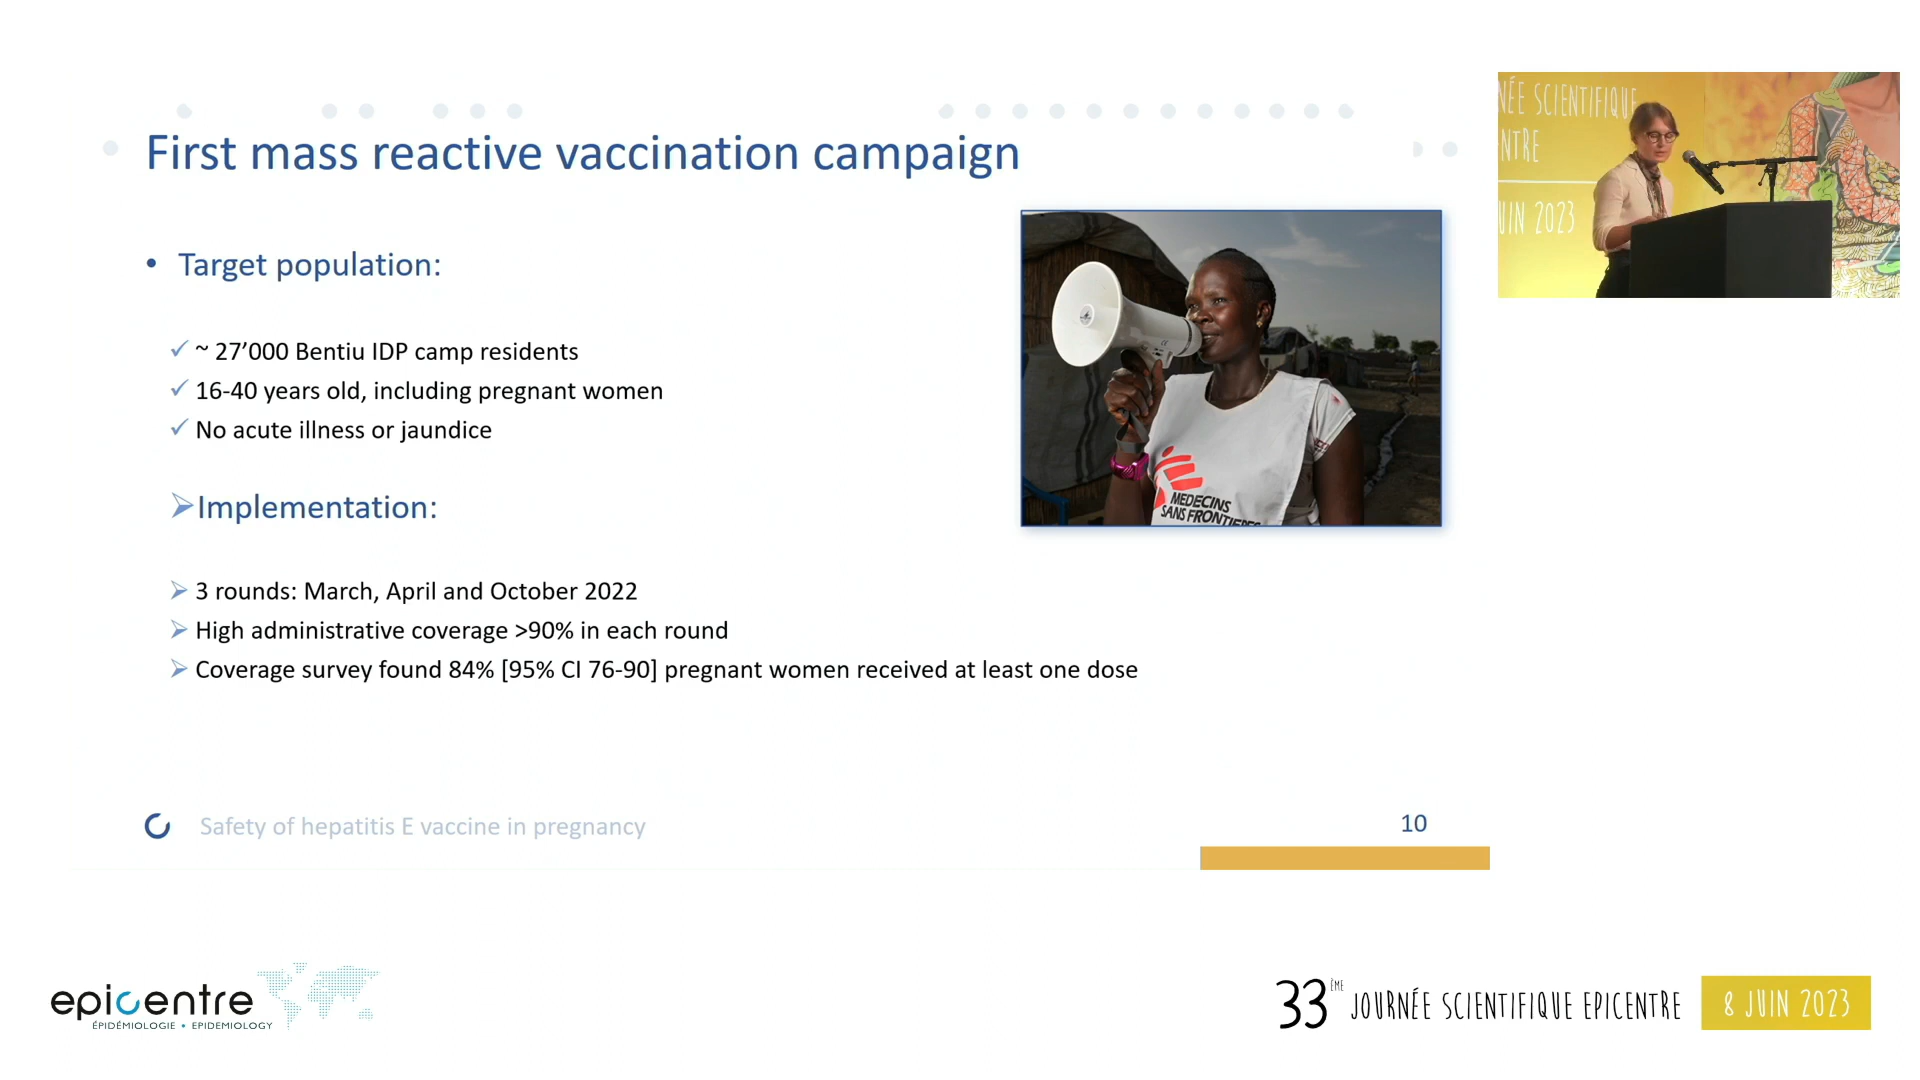 First mass reactive vaccination campaign
• Target population:
✓ ~ 27’000 Bentiu IDP camp residents
✓ 16-40 years old, including pregnant women
✓ No acute illness or jaundice
➢Implementation:
➢ 3 rounds: March, April and October 2022
➢ High administrative coverage >90% in each round
➢ Coverage survey found 84% [95% CI 76-90] pregnant women received at least one dose
MEDECINS
SANS FRONTIERES
Safety of hepatitis E vaccine in pregnancy
10
NÉE SCIENTIFIQUE
NTRE
UIN 2023
epicentre
ÉPIDÉMIOLOGIE • EPIDEMIOLOGY
33ÈME JOURNÉE SCIENTIFIQUE EPICENTRE
8 JUIN 2023